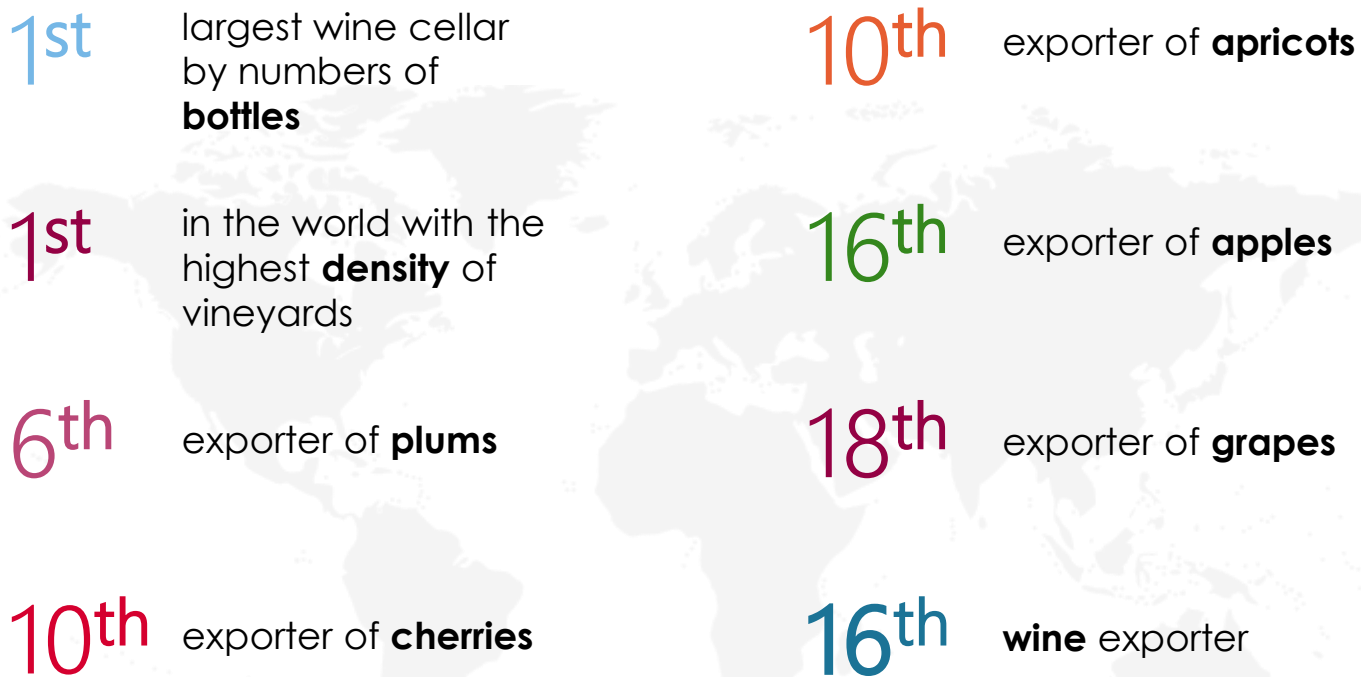 1st
largest wine cellar
by numbers of
bottles
1st
in the world with the
highest density of
vineyards
6th
exporter of plums
10th
exporter of cherries
10th
exporter of apricots
16th
exporter of apples
18th
exporter of grapes
16th
wine exporter